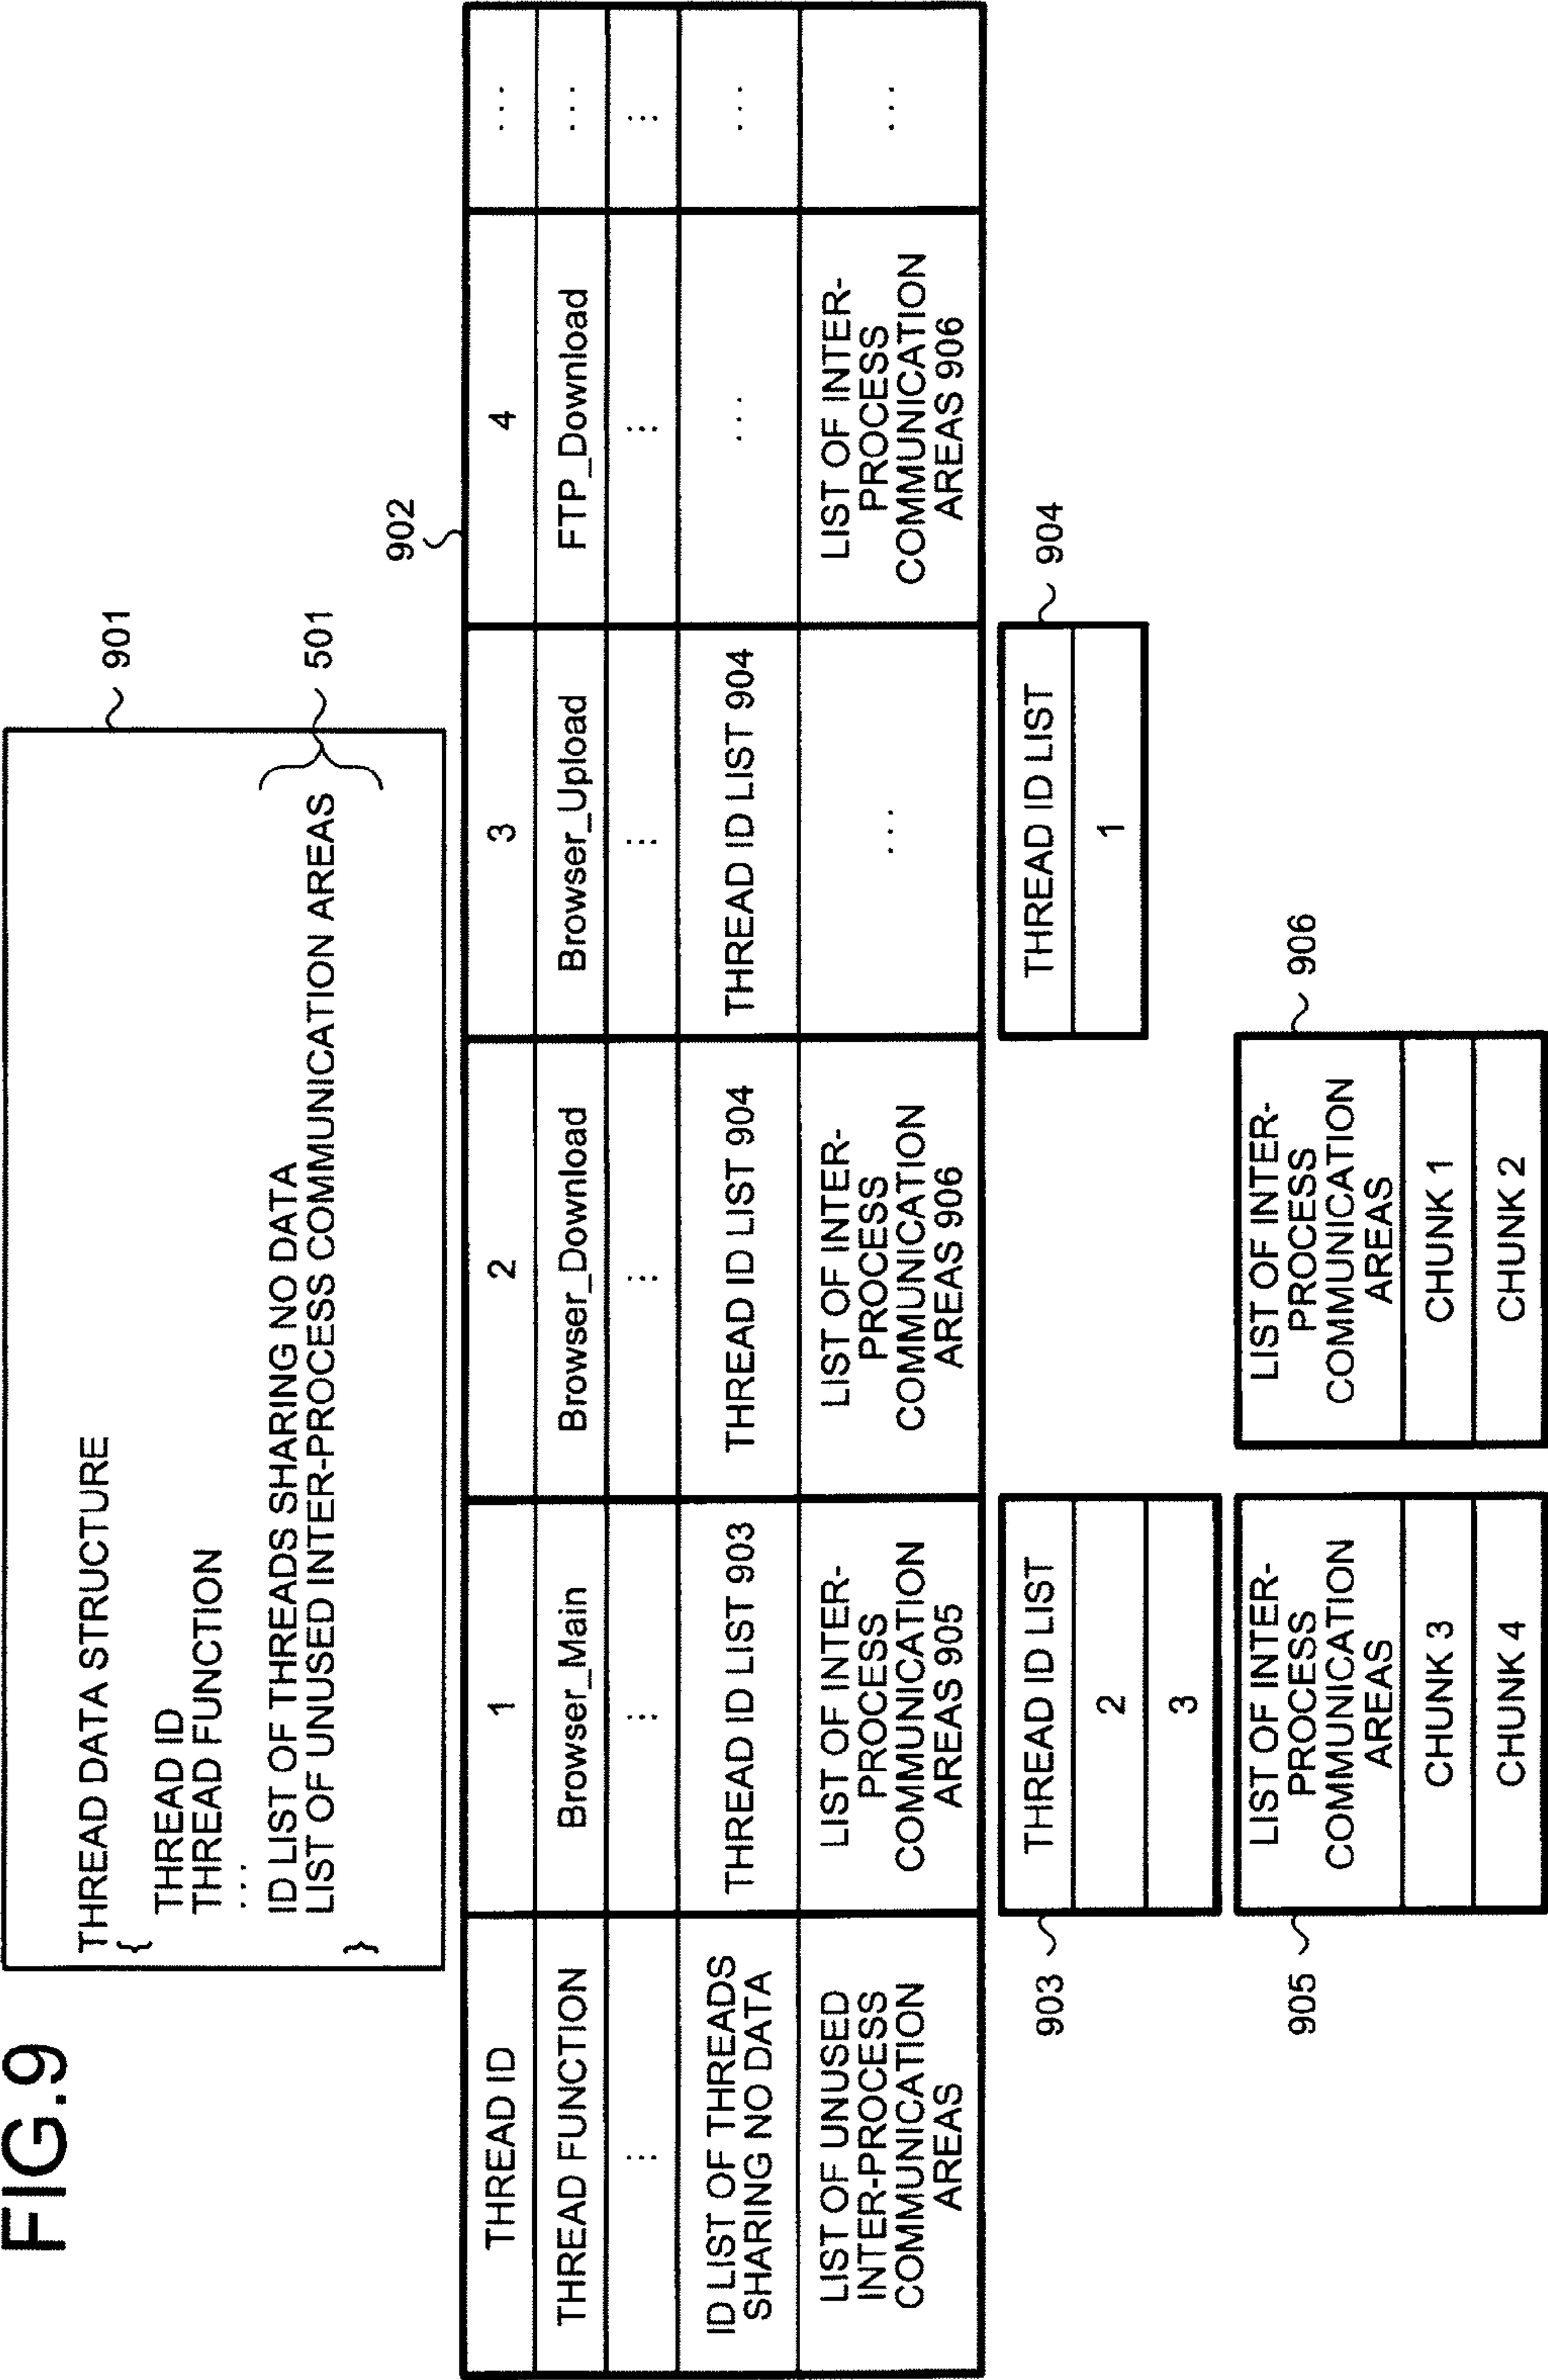 FIG.9
901
THREAD DATA STRUCTURE
{
THREAD ID
THREAD FUNCTION
...
ID LIST OF THREADS SHARING NO DATA
LIST OF UNUSED INTER-PROCESS COMMUNICATION AREAS
}
501
902
THREAD ID
1
2
3
4
...
THREAD FUNCTION
Browser_Main
Browser_Download
Browser_Upload
FTP_Download
...
...
...
...
...
...
...
ID LIST OF THREADS
SHARING NO DATA
THREAD ID LIST 903
THREAD ID LIST 904
THREAD ID LIST 904
...
...
LIST OF UNUSED
INTER-PROCESS
COMMUNICATION
AREAS
LIST OF INTER-
PROCESS
COMMUNICATION
AREAS 905
LIST OF INTER-
PROCESS
COMMUNICATION
AREAS 906
...
LIST OF INTER-
PROCESS
COMMUNICATION
AREAS 906
...
903
THREAD ID LIST
2
3
THREAD ID LIST
1
904
905
LIST OF INTER-
PROCESS
COMMUNICATION
AREAS
CHUNK 3
CHUNK 4
LIST OF INTER-
PROCESS
COMMUNICATION
AREAS
CHUNK 1
CHUNK 2
906